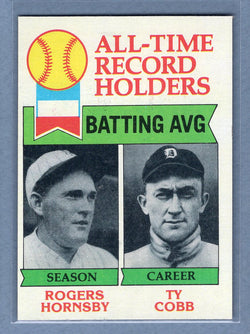 ALL-TIME
RECORD
HOLDERS
BATTING AVG
D
SEASON
CAREER
ROGERS
HORNSBY
TY
COBB